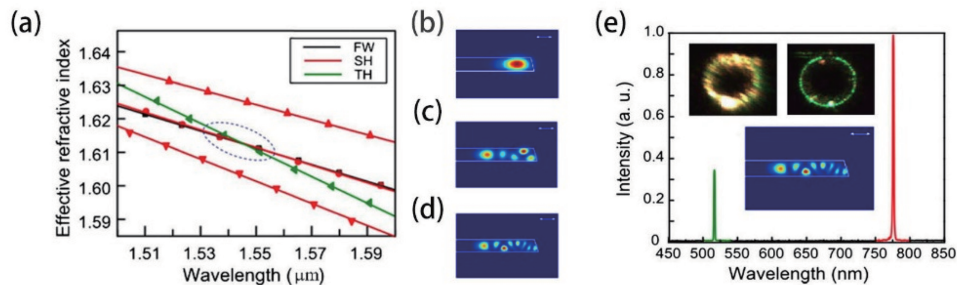 (a)
Effective refractive index
1.64
1.63
1.62
1.61
1.60
1.59
FW
SH
TH
1.51 1.53 1.55 1.57 1.59
Wavelength (μm)
(b)
(c)
(d)
(e)
Intensity (a. u.)
1.0
0.8
0.6
0.4
0.2
0
450 500 550 600 650 700 750 800 850
Wavelength (nm)